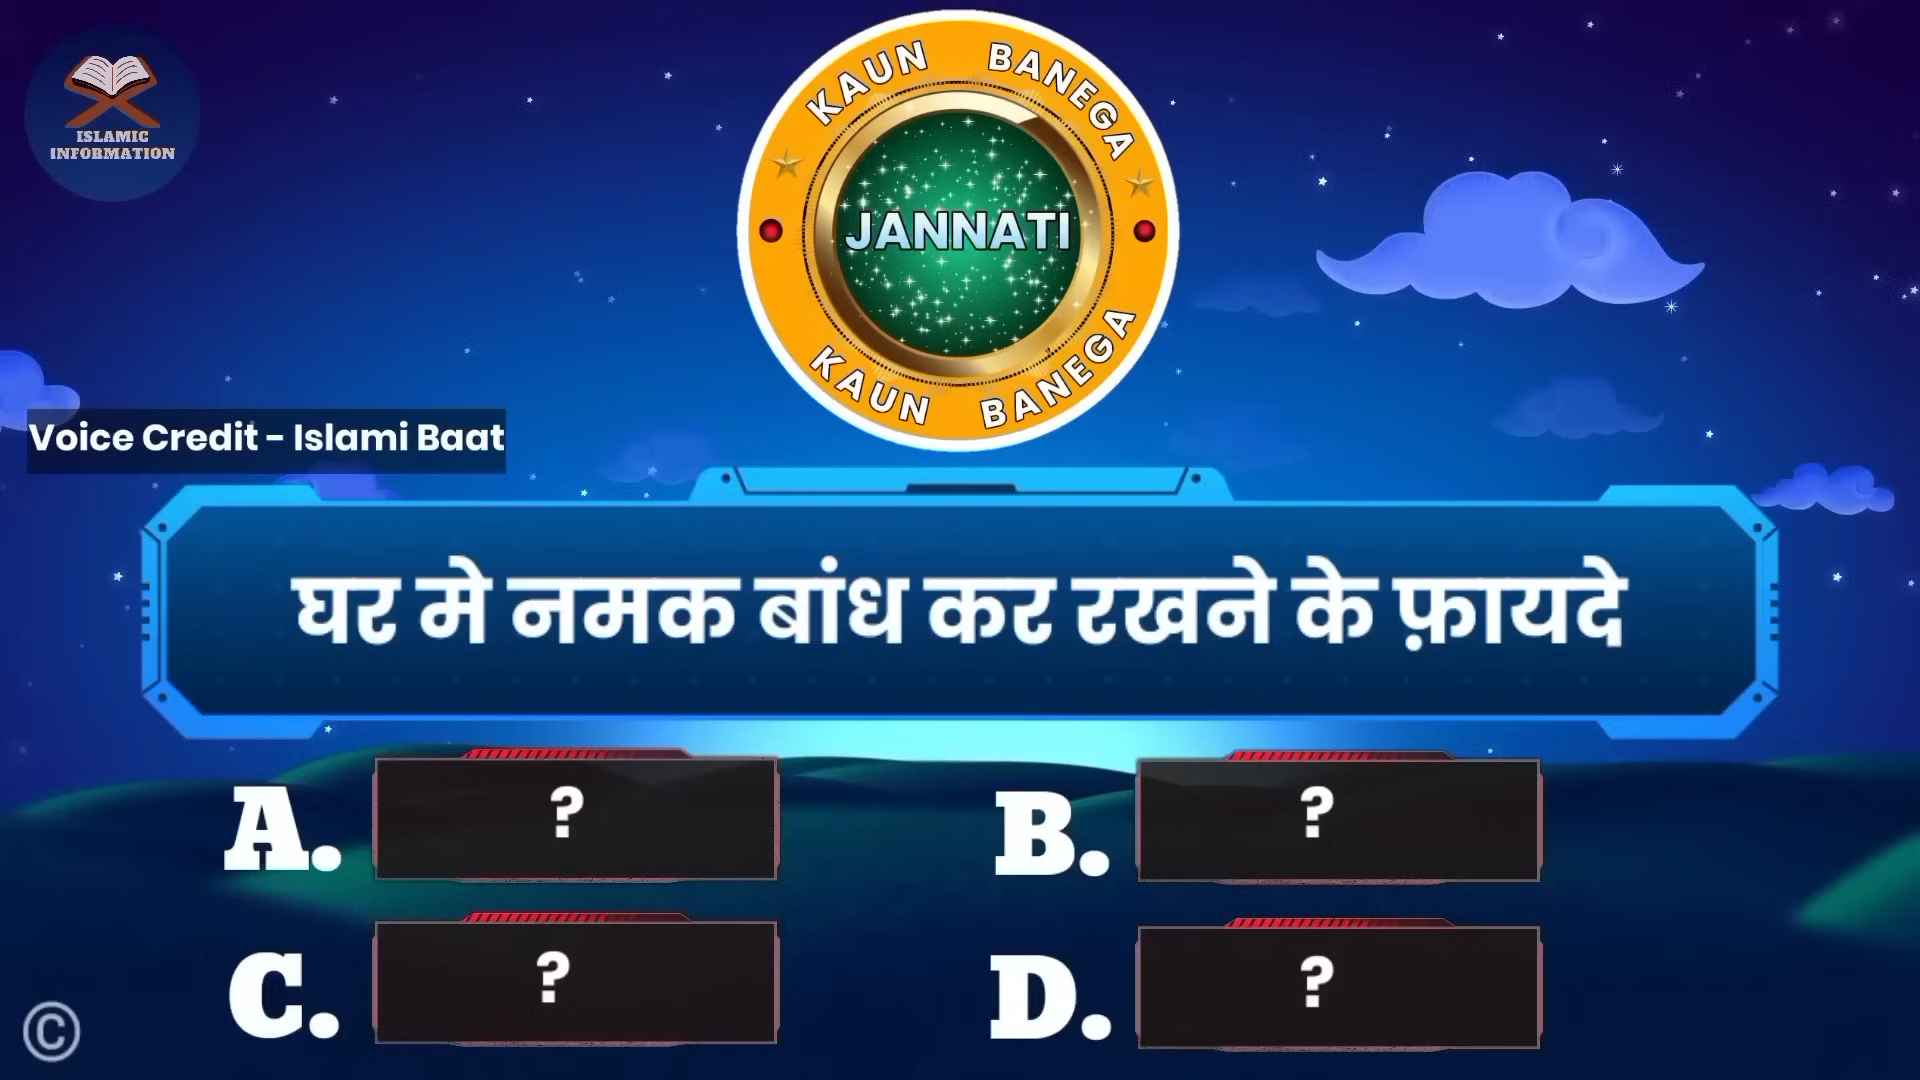 ISLAMIC
INFORMATION
KAUN BANEGA
JANNATI
KAUN BANEGA
Voice Credit - Islami Baat
घर मे नमक बांध कर रखने के फ़ायदे
A. ?
B. ?
C. ?
D. ?
©